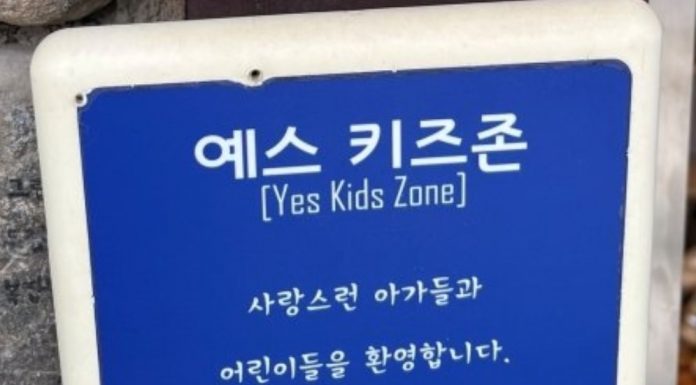 예스 키즈존
[Yes Kids Zone]
사랑스런 아가들과
어린이들을 환영합니다.